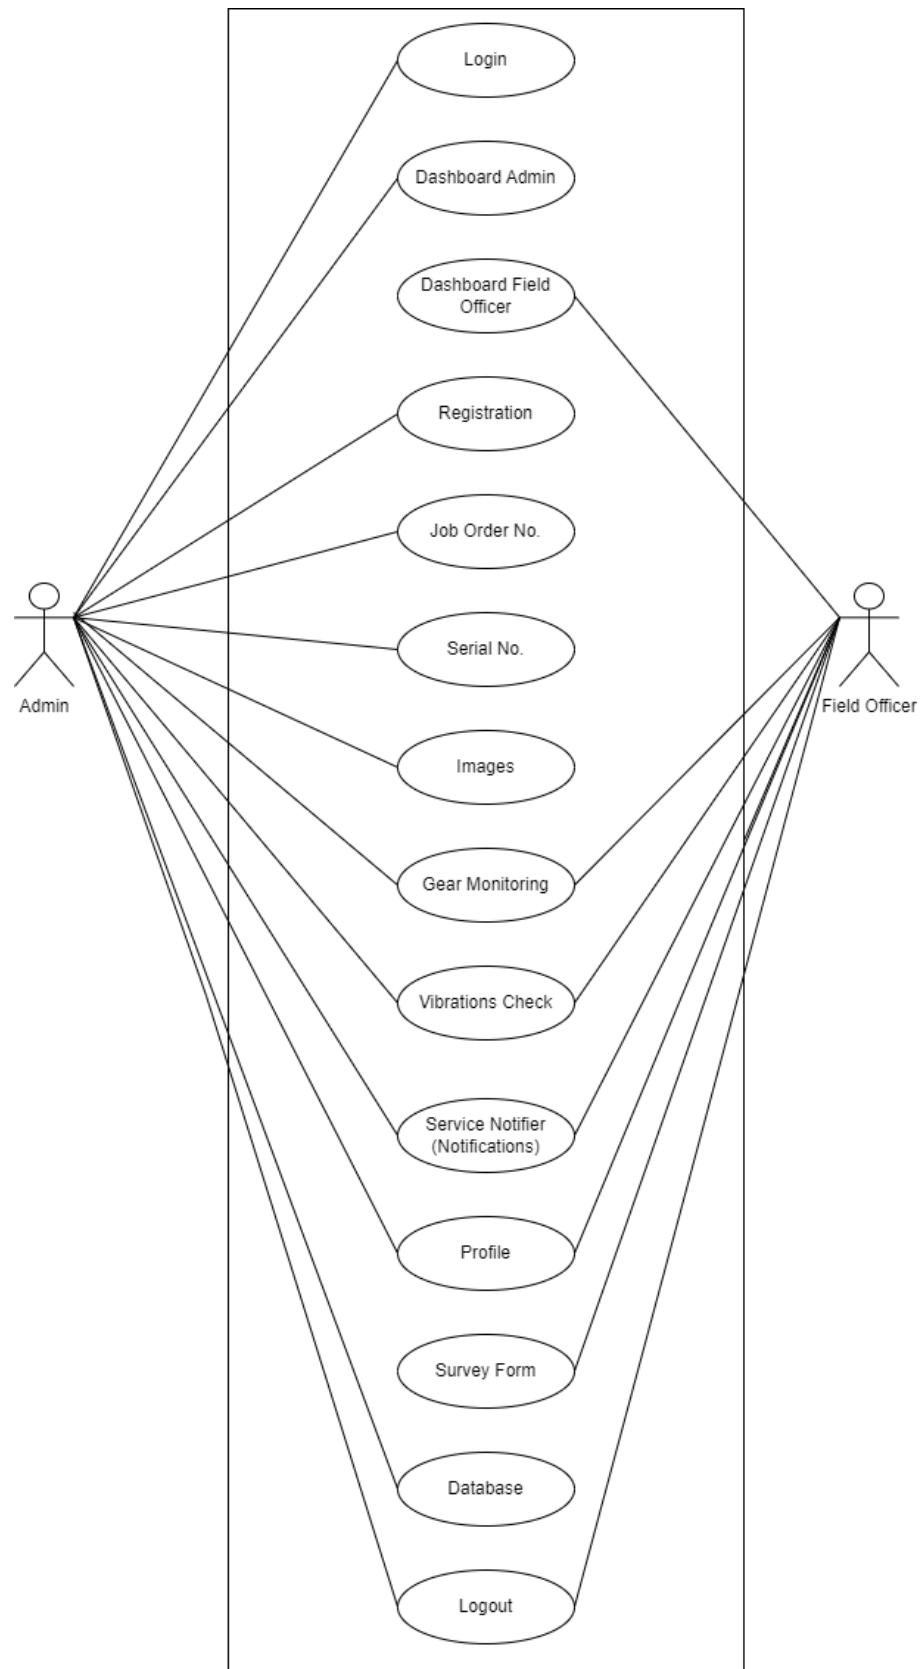 Login
Dashboard Admin
Dashboard Field
Officer
Registration
Job Order No.
Serial No.
Admin
Field Officer
Images
Gear Monitoring
Vibrations Check
Service Notifier
(Notifications)
Profile
Survey Form
Database
Logout